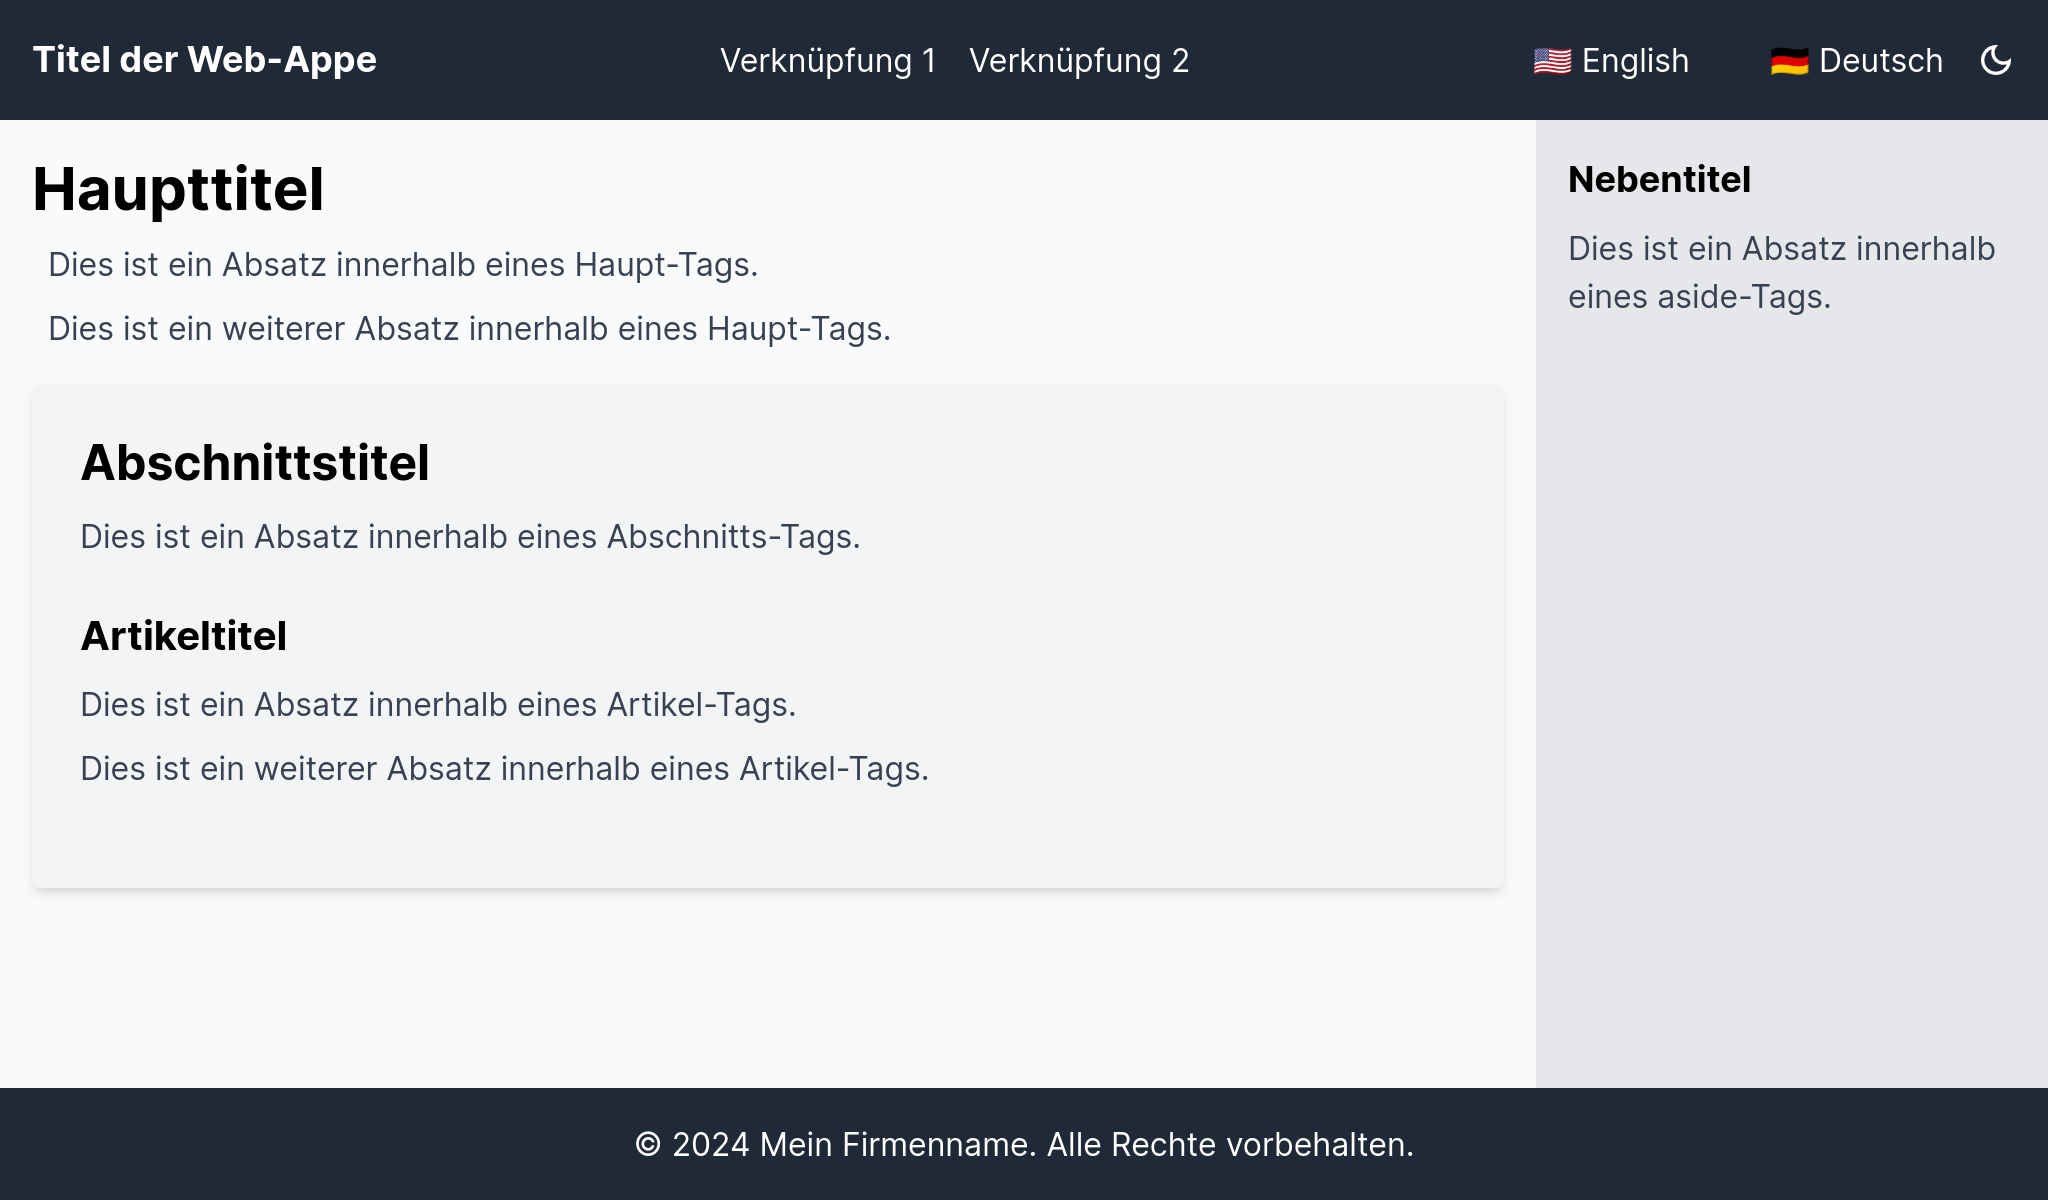 Titel der Web-Appe
Verknüpfung 1
Verknüpfung 2
English
Deutsch
Haupttitel
Dies ist ein Absatz innerhalb eines Haupt-Tags.
Dies ist ein weiterer Absatz innerhalb eines Haupt-Tags.
Abschnittstitel
Dies ist ein Absatz innerhalb eines Abschnitts-Tags.
Artikeltitel
Dies ist ein Absatz innerhalb eines Artikel-Tags.
Dies ist ein weiterer Absatz innerhalb eines Artikel-Tags.
Nebentitel
Dies ist ein Absatz innerhalb
eines aside-Tags.
© 2024 Mein Firmenname. Alle Rechte vorbehalten.